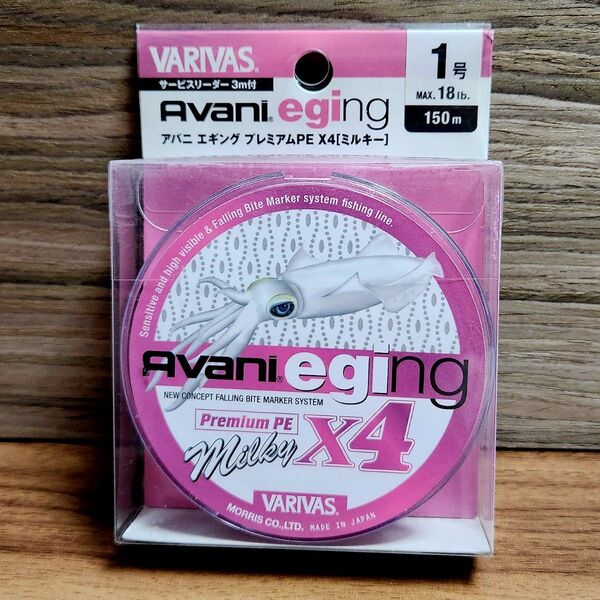 VARIVAS®
サービスリーダー 3m付
Avani® eging
アバニ エギング プレミアムPE X4[ミルキー]
1号
MAX. 18lb.
150m
Sensitive and high visible & Falling Bite Marker system fishing line.
Avani® eging
NEW CONCEPT FALLING BITE MARKER SYSTEM
Premium PE
Milky X4
VARIVAS®
MORRIS CO., LTD. MADE IN JAPAN